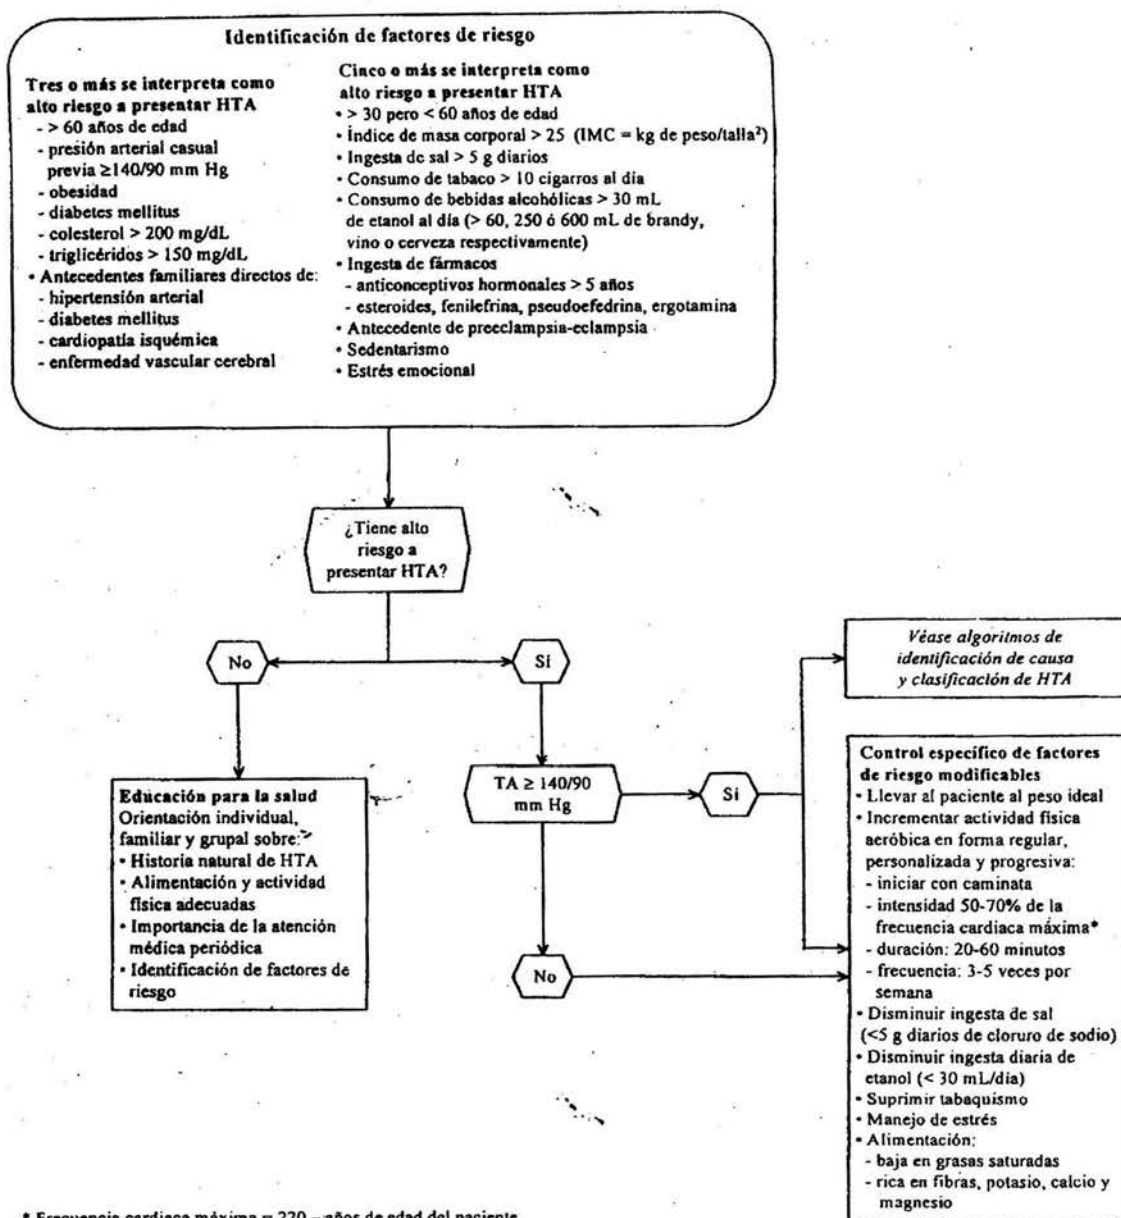 Identificación de factores de riesgo
Tres o más se interpreta como
alto riesgo a presentar HTA
- > 60 años de edad
- presión arterial casual
previa ≥140/90 mm Hg
- obesidad
- diabetes mellitus
- colesterol > 200 mg/dL
- triglicéridos > 150 mg/dL
• Antecedentes familiares directos de:
- hipertensión arterial
- diabetes mellitus
- cardiopatía isquémica
- enfermedad vascular cerebral
Cinco o más se interpreta como
alto riesgo a presentar HTA
• > 30 pero < 60 años de edad
• Índice de masa corporal > 25 (IMC = kg de peso/talla²)
• Ingesta de sal > 5 g diarios
• Consumo de tabaco > 10 cigarros al día
• Consumo de bebidas alcohólicas > 30 mL
de etanol al día (> 60, 250 ó 600 mL de brandy,
vino o cerveza respectivamente)
• Ingesta de fármacos
- anticonceptivos hormonales > 5 años
- esteroides, fenilefrina, pseudoefedrina, ergotamina
• Antecedente de preeclampsia-eclampsia
• Sedentarismo
• Estrés emocional
¿Tiene alto
riesgo a
presentar HTA?
No
Sí
Véase algoritmos de
identificación de causa
y clasificación de HTA
Educación para la salud
Orientación individual,
familiar y grupal sobre:
• Historia natural de HTA
• Alimentación y actividad
física adecuadas
• Importancia de la atención
médica periódica
• Identificación de factores de
riesgo
TA ≥ 140/90
mm Hg
Sí
No
Control específico de factores
de riesgo modificables
• Llevar al paciente al peso ideal
• Incrementar actividad física
aeróbica en forma regular,
personalizada y progresiva:
- iniciar con caminata
- intensidad 50-70% de la
frecuencia cardiaca máxima*
- duración: 20-60 minutos
- frecuencia: 3-5 veces por
semana
• Disminuir ingesta de sal
(<5 g diarios de cloruro de sodio)
• Disminuir ingesta diaria de
etanol (< 30 mL/día)
• Suprimir tabaquismo
• Manejo de estrés
• Alimentación:
- baja en grasas saturadas
- rica en fibras, potasio, calcio y
magnesio
* Frecuencia cardiaca máxima = 220 – años de edad del paciente